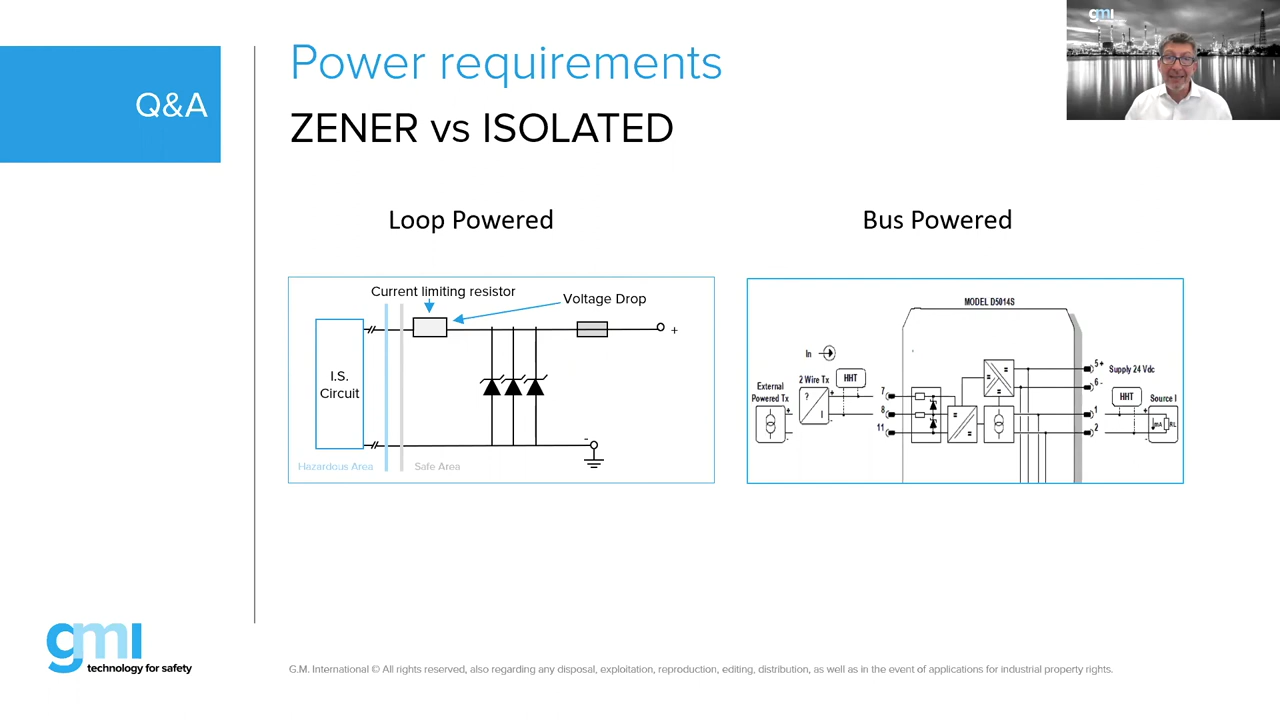 Q&A
Power requirements
ZENER vs ISOLATED
gmi
Loop Powered
Bus Powered
Current limiting resistor
Voltage Drop
+
I.S.
Circuit
-
Hazardous Area
Safe Area
MODEL D5014S
In
2 Wire Tx
HHT
External
Powered Tx
+
-
?
I
+
-
7
8
11
=
=
=
=
5 +
6 -
Supply 24 Vdc
1
2
HHT
Source I
+
-
mA
RL
gmi
technology for safety
G.M. International © All rights reserved, also regarding any disposal, exploitation, reproduction, editing, distribution, as well as in the event of applications for industrial property rights.